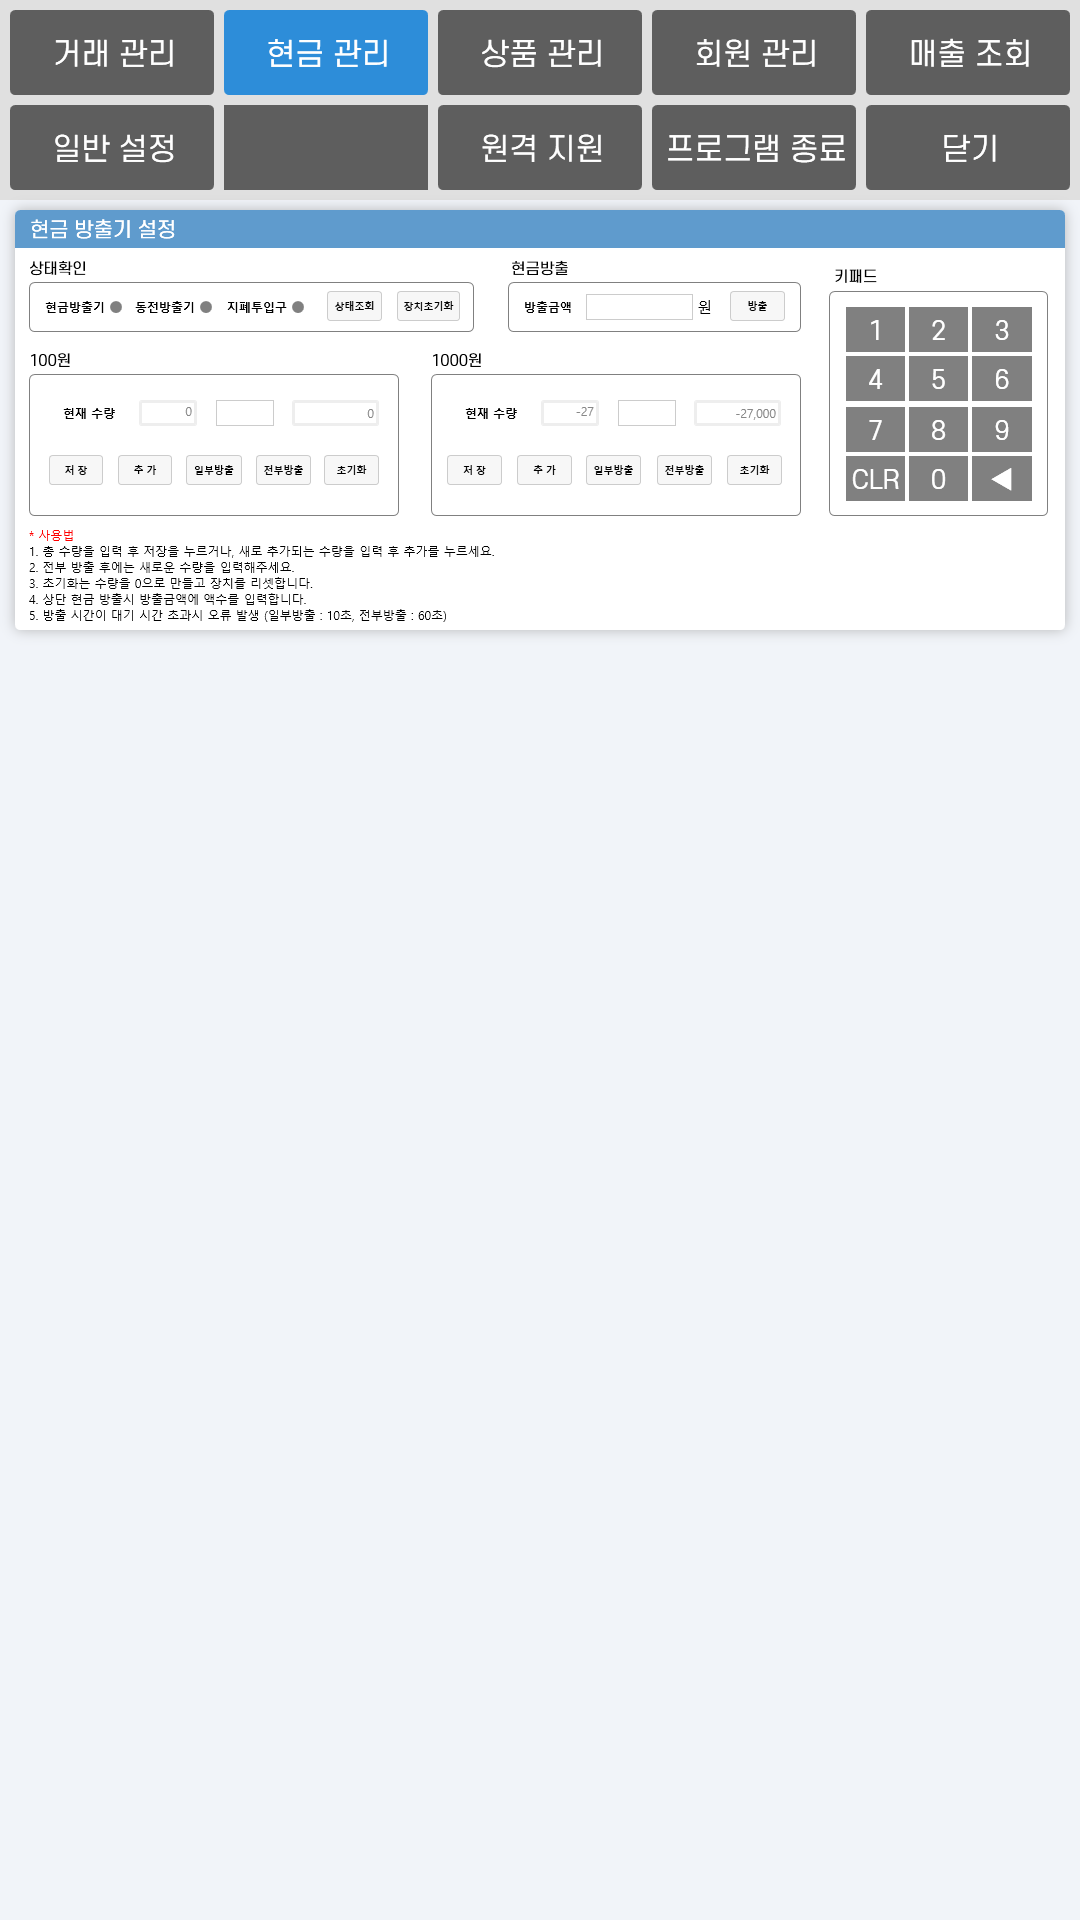 거래 관리
현금 관리
상품 관리
회원 관리
매출 조회
일반 설정
원격 지원
프로그램 종료
닫기
현금 방출기 설정
상태확인
현금방출기
동전방출기
지폐투입구
상태조회
장치초기화
현금방출
방출금액
원
방출
키패드
1 2 3
4 5 6
7 8 9
CLR 0 ◀
100원
현재 수량
0
0
저 장
추 가
일부방출
전부방출
초기화
1000원
현재 수량
-27
-27,000
저 장
추 가
일부방출
전부방출
초기화
* 사용법
1. 총 수량을 입력 후 저장을 누르거나, 새로 추가되는 수량을 입력 후 추가를 누르세요.
2. 전부 방출 후에는 새로운 수량을 입력해주세요.
3. 초기화는 수량을 0으로 만들고 장치를 리셋합니다.
4. 상단 현금 방출시 방출금액에 액수를 입력합니다.
5. 방출 시간이 대기 시간 초과시 오류 발생 (일부방출 : 10초, 전부방출 : 60초)